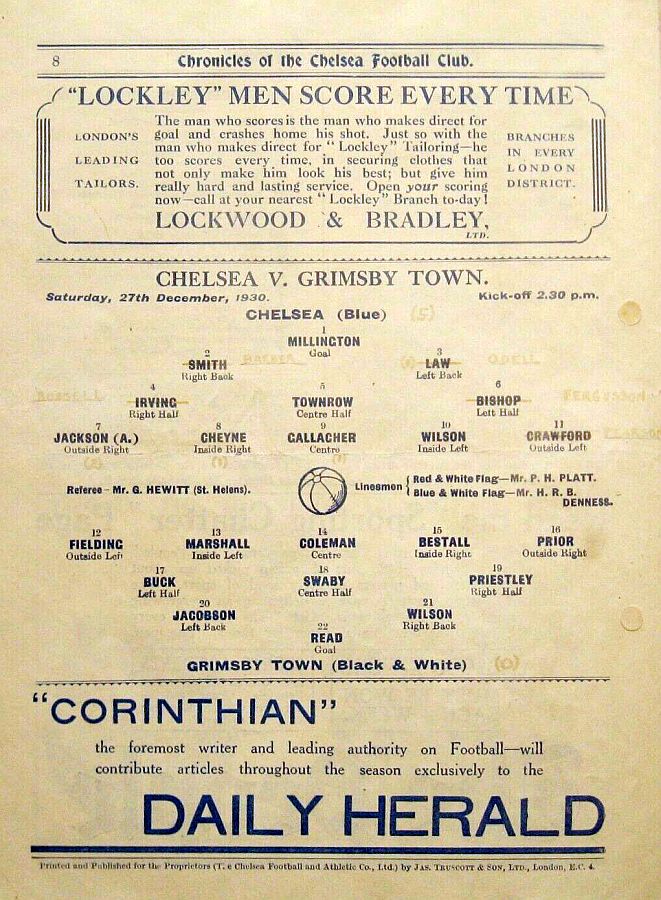 8
Chronicles of the Chelsea Football Club.
"LOCKLEY" MEN SCORE EVERY TIME
LONDON'S
LEADING
TAILORS.
The man who scores is the man who makes direct for
goal and crashes home his shot. Just so with the
man who makes direct for "Lockley" Tailoring—he
too scores every time, in securing clothes that
not only make him look his best; but give him
really hard and lasting service. Open your scoring
now—call at your nearest "Lockley" Branch to-day!
BRANCHES
IN EVERY
LONDON
DISTRICT.
LOCKWOOD & BRADLEY,
LTD.
CHELSEA V. GRIMSBY TOWN.
Saturday, 27th December, 1930. Kick-off 2.30 p.m.
CHELSEA (Blue) (5)
1
MILLINGTON
Goal
2 3
SMITH BARBER (1) LAW ODELL
Right Back Left Back
4 5 6
RUSSELL IRVING TOWNROW BISHOP FERGUSSON
Right Half Centre Half Left Half
7 8 9 10 11
JACKSON (A.) CHEYNE GALLACHER WILSON CRAWFORD PEARSON
Outside Right Inside Right Centre Inside Left Outside Left
(2) (1) (1)
Referee—Mr. G. HEWITT (St. Helens).
Linesmen
Red & White Flag—Mr. P. H. PLATT.
Blue & White Flag—Mr. H. R. B.
DENNESS.
12 13 14 15 16
FIELDING MARSHALL COLEMAN BESTALL PRIOR
Outside Left Inside Left Centre Inside Right Outside Right
17 18 19
BUCK SWABY PRIESTLEY
Left Half Centre Half Right Half
20 21
JACOBSON WILSON
Left Back Right Back
22
READ
Goal
GRIMSBY TOWN (Black & White) (0)
"CORINTHIAN"
the foremost writer and leading authority on Football—will
contribute articles throughout the season exclusively to the
DAILY HERALD
Printed and Published for the Proprietors (T e Chelsea Football and Athletic Co., Ltd.) by JAS. TRUSCOTT & SON, LTD., London, E.C. 4.